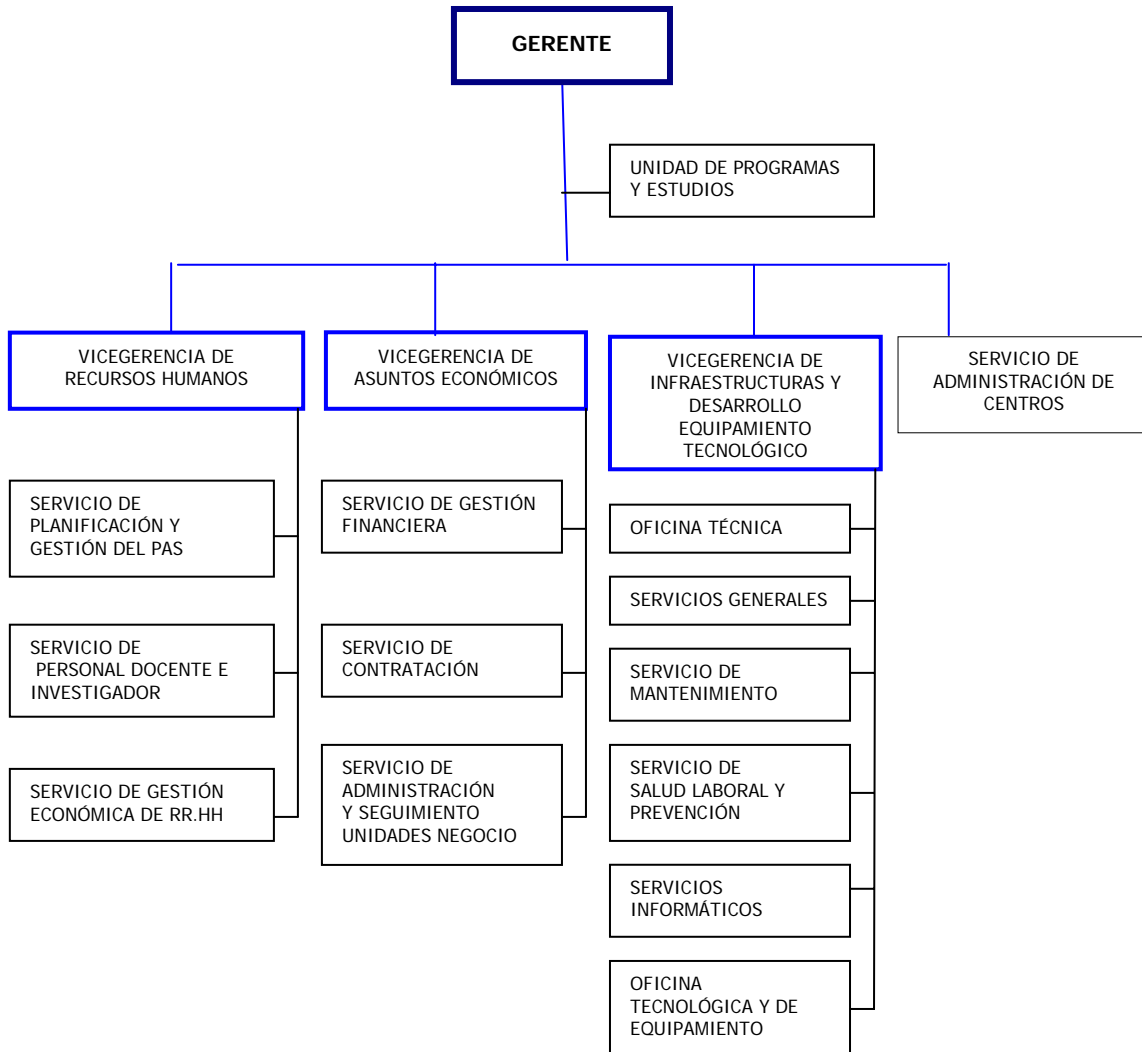 GERENTE
UNIDAD DE PROGRAMAS
Y ESTUDIOS
VICEGERENCIA DE
RECURSOS HUMANOS
VICEGERENCIA DE
ASUNTOS ECONÓMICOS
VICEGERENCIA DE
INFRAESTRUCTURAS Y
DESARROLLO
EQUIPAMIENTO
TECNOLÓGICO
SERVICIO DE
ADMINISTRACIÓN DE
CENTROS
SERVICIO DE
PLANIFICACIÓN Y
GESTIÓN DEL PAS
SERVICIO DE
PERSONAL DOCENTE E
INVESTIGADOR
SERVICIO DE GESTIÓN
ECONÓMICA DE RR.HH
SERVICIO DE GESTIÓN
FINANCIERA
SERVICIO DE
CONTRATACIÓN
SERVICIO DE
ADMINISTRACIÓN
Y SEGUIMIENTO
UNIDADES NEGOCIO
OFICINA TÉCNICA
SERVICIOS GENERALES
SERVICIO DE
MANTENIMIENTO
SERVICIO DE
SALUD LABORAL Y
PREVENCIÓN
SERVICIOS
INFORMÁTICOS
OFICINA
TECNOLÓGICA Y DE
EQUIPAMIENTO